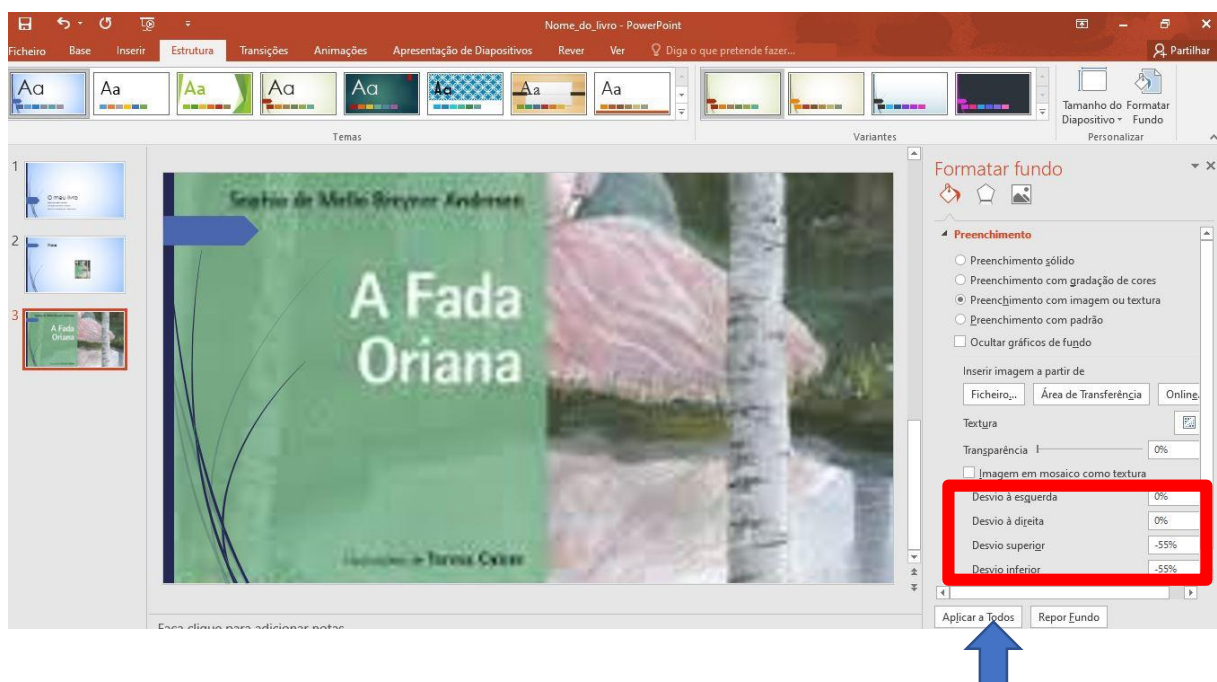 Nome_do_livro - PowerPoint
Ficheiro Base Inserir Estrutura Transições Animações Apresentação de Diapositivos Rever Ver Diga o que pretende fazer... Partilhar
Aa Aa Aa Aa Aa Aa Aa Aa
Tamanho do Formatar
Diapositivo Fundo
Temas Variantes Personalizar
1
O meu livro
2
3
A Fada
Oriana
Sophia de Mello Breyner Andresen
A Fada
Oriana
Ilustrações de Teresa Calem
Faça clique para adicionar notas
Formatar fundo
Preenchimento
Preenchimento sólido
Preenchimento com gradação de cores
Preenchimento com imagem ou textura
Preenchimento com padrão
Ocultar gráficos de fundo
Inserir imagem a partir de
Ficheiro... Área de Transferência Online
Textura
Transparência 0%
Imagem em mosaico como textura
Desvio à esquerda 0%
Desvio à direita 0%
Desvio superior -55%
Desvio inferior -55%
Aplicar a Todos Repor Fundo